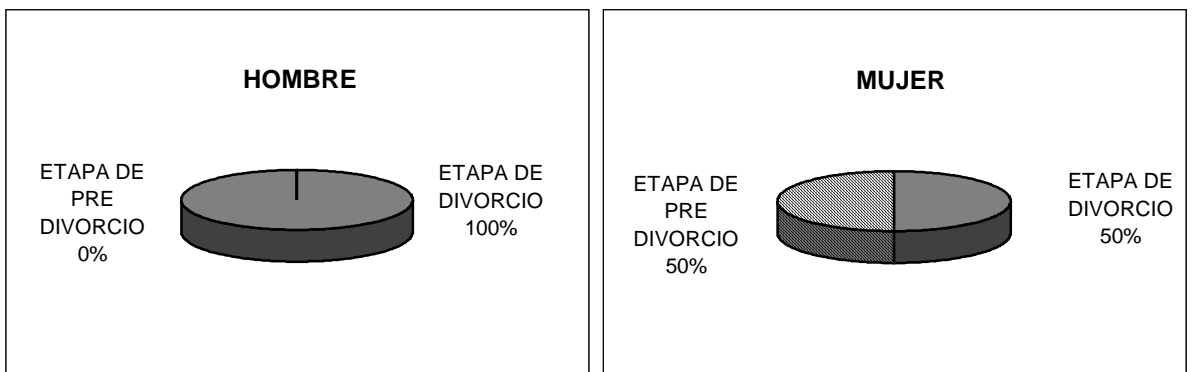 HOMBRE
ETAPA DE
PRE
DIVORCIO
0%
ETAPA DE
DIVORCIO
100%
MUJER
ETAPA DE
PRE
DIVORCIO
50%
ETAPA DE
DIVORCIO
50%